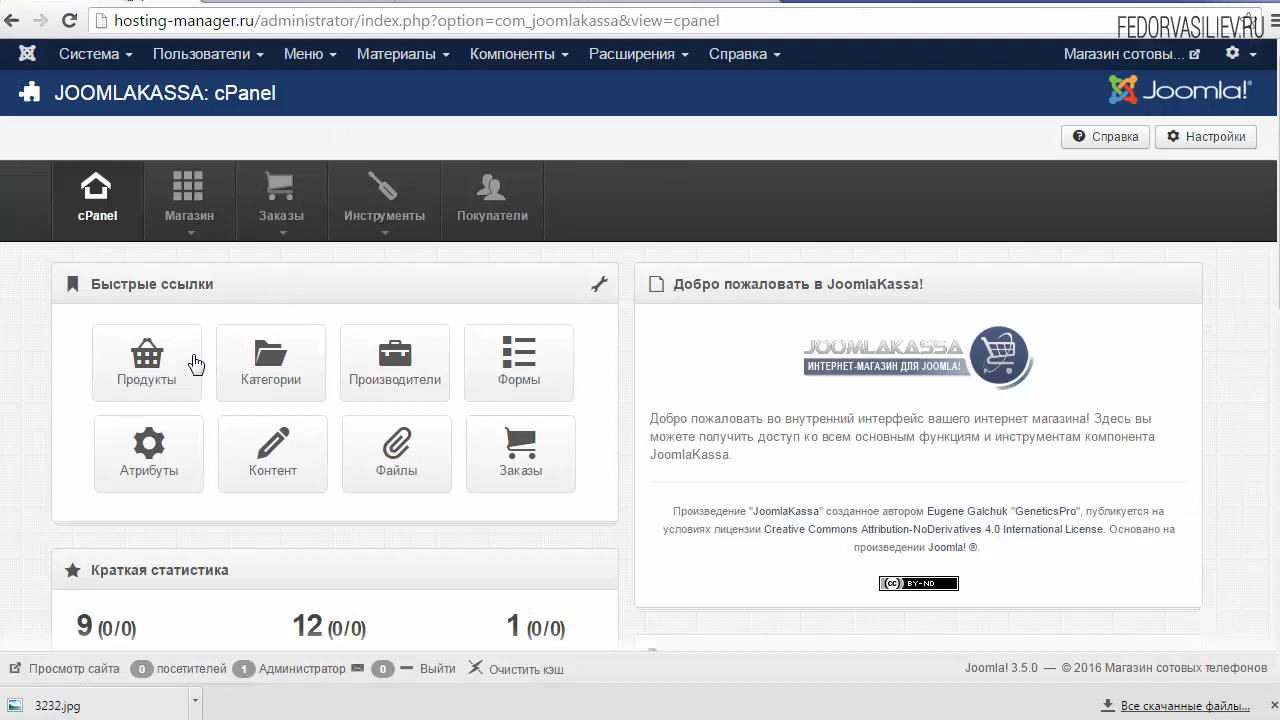 hosting-manager.ru/administrator/index.php?option=com_joomlakassa&view=cpanel
FEDORVASILIEV.RU
Система Пользователи Меню Материалы Компоненты Расширения Справка Магазин сотовы...
JOOMLAKASSA: cPanel
Joomla!®
Справка Настройки
cPanel Магазин Заказы Инструменты Покупатели
Быстрые ссылки
Продукты Категории Производители Формы
Атрибуты Контент Файлы Заказы
Краткая статистика
9 (0/0) 12 (0/0) 1 (0/0)
Добро пожаловать в JoomlaKassa!
JOOMLAKASSA
ИНТЕРНЕТ-МАГАЗИН ДЛЯ JOOMLA!
Добро пожаловать во внутренний интерфейс вашего интернет магазина! Здесь вы
можете получить доступ ко всем основным функциям и инструментам компонента
JoomlaKassa.
Произведение "JoomlaKassa" созданное автором Eugene Galchuk "GeneticsPro", публикуется на
условиях лицензии Creative Commons Attribution-NoDerivatives 4.0 International License. Основано на
произведении Joomla! ®.
cc BY-ND
Просмотр сайта 0 посетителей 1 Администратор 0 Выйти Очистить кэш
Joomla! 3.5.0 — © 2016 Магазин сотовых телефонов
3232.jpg
Все скачанные файлы...